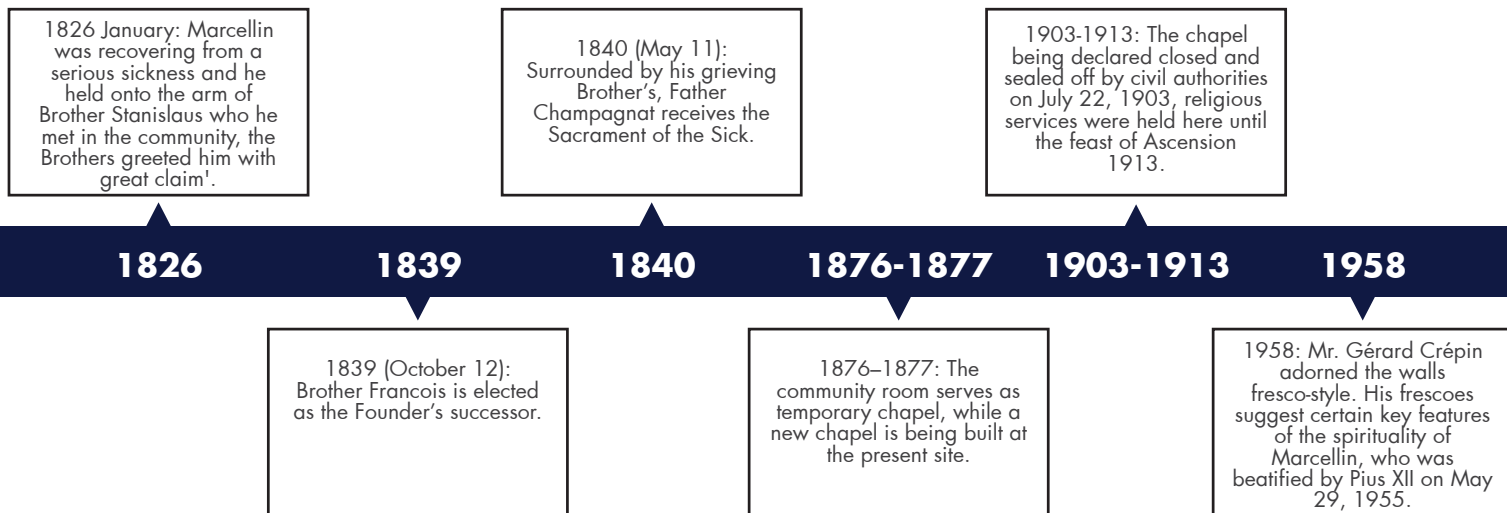 1826 January: Marcellin
was recovering from a
serious sickness and he
held onto the arm of
Brother Stanislaus who he
met in the community, the
Brothers greeted him with
great claim'.
1840 (May 11):
Surrounded by his grieving
Brother's, Father
Champagnat receives the
Sacrament of the Sick.
1903-1913: The chapel
being declared closed and
sealed off by civil authorities
on July 22, 1903, religious
services were held here until
the feast of Ascension
1913.
1826
1839
1840
1876-1877
1903-1913
1958
1839 (October 12):
Brother Francois is elected
as the Founder’s successor.
1876–1877: The
community room serves as
temporary chapel, while a
new chapel is being built at
the present site.
1958: Mr. Gérard Crépin
adorned the walls
fresco-style. His frescoes
suggest certain key features
of the spirituality of
Marcellin, who was
beatified by Pius XII on May
29, 1955.